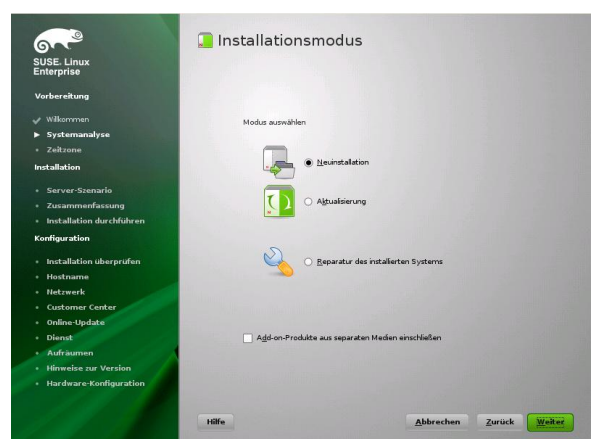 SUSE. Linux
Enterprise
Vorbereitung
Willkommen
Systemanalyse
Zeitzone
Installation
Server-Szenario
Zusammenfassung
Installation durchführen
Konfiguration
Installation überprüfen
Hostname
Netzwerk
Customer Center
Online-Update
Dienst
Aufräumen
Hinweise zur Version
Hardware-Konfiguration
Installationsmodus
Modus auswählen
Neuinstallation
Aktualisierung
Reparatur des installierten Systems
Add-on-Produkte aus separaten Medien einschließen
Hilfe
Abbrechen
Zurück
Weiter